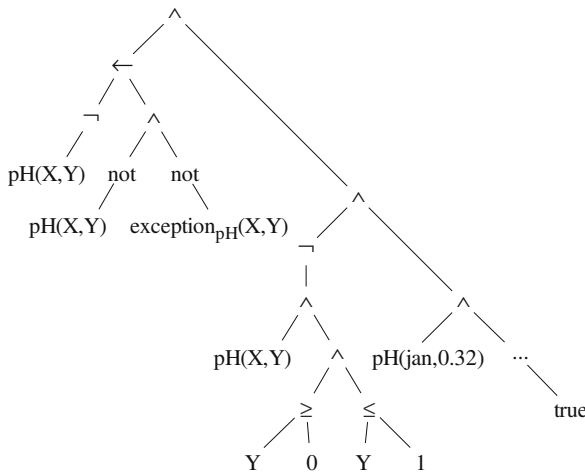 ∧
←
¬ ∧
pH(X,Y) not not
pH(X,Y) exception_pH(X,Y) ∧
¬
∧ ∧
pH(X,Y) ∧ pH(jan,0.32) ...
≥ ≤ true
Y 0 Y 1